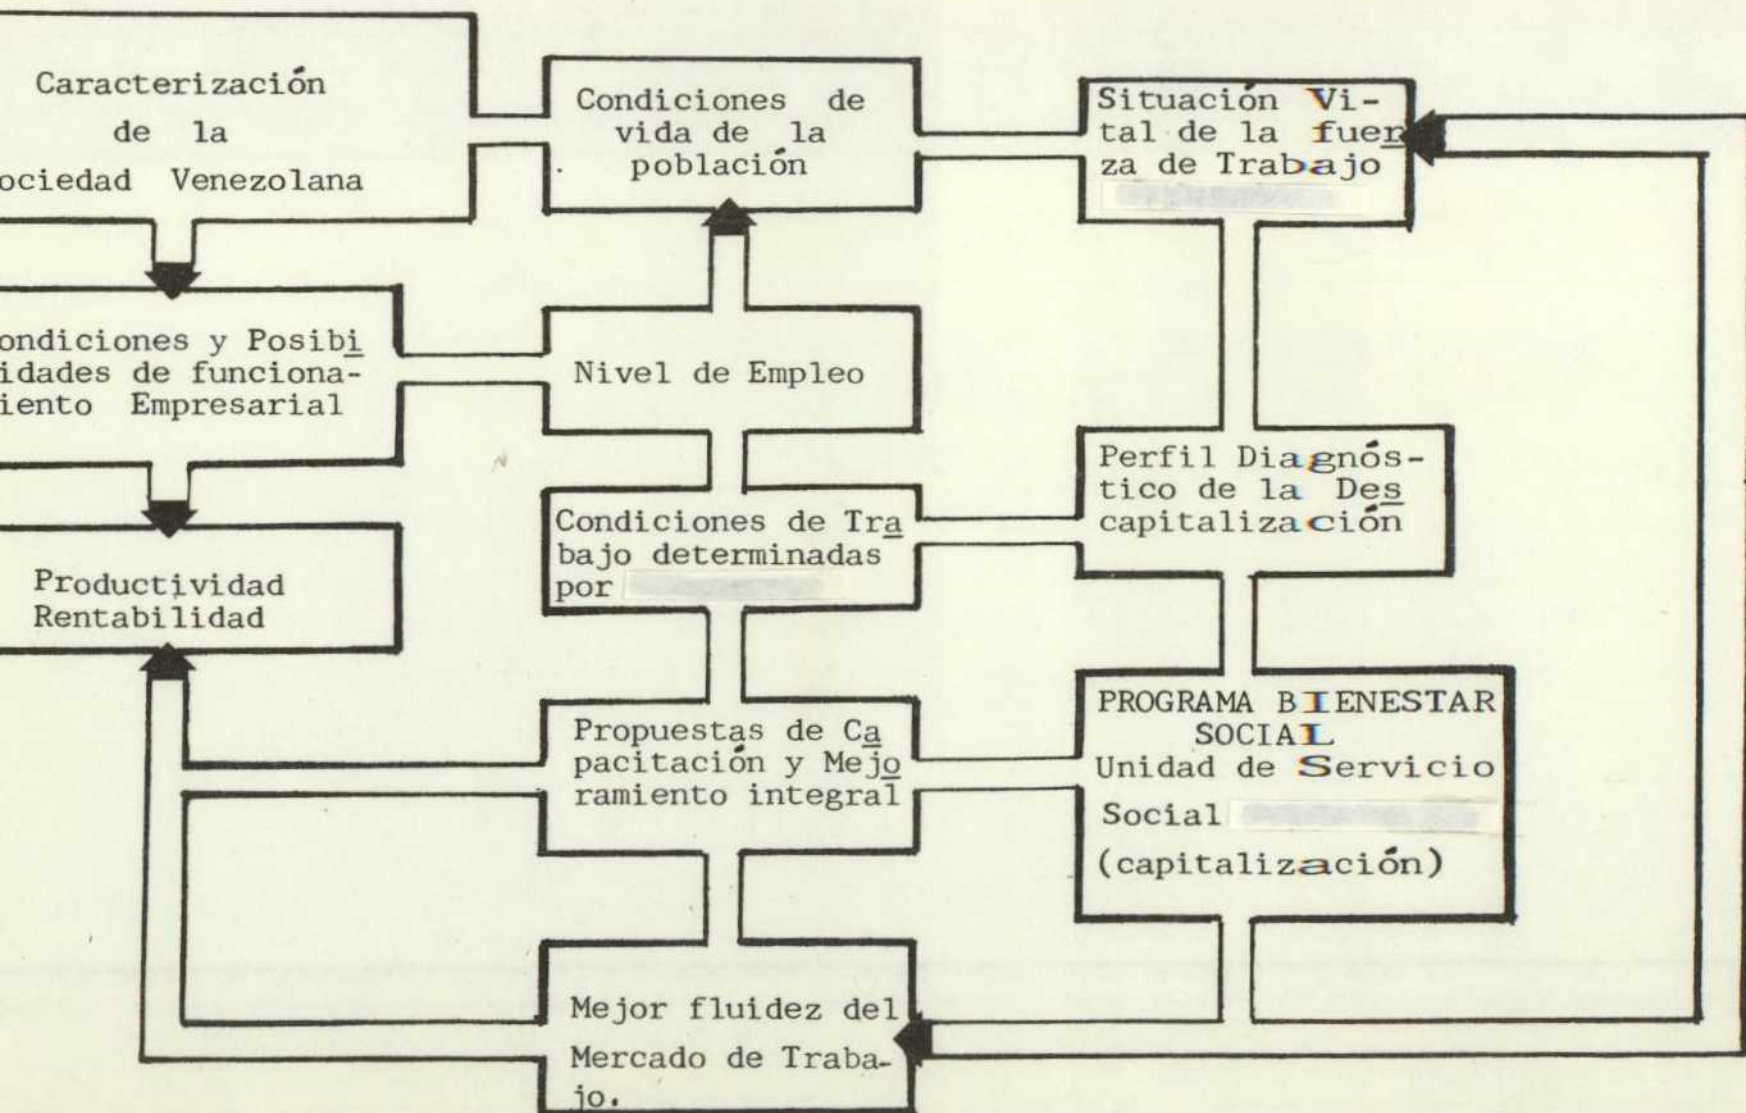 Caracterización
de la
ociedad Venezolana
Condiciones de
vida de la
población
Situación Vi-
tal de la fuer
za de Trabajo
ondiciones y Posibi
idades de funciona-
iento Empresarial
Nivel de Empleo
Perfil Diagnós-
tico de la Des
capitalización
Condiciones de Tra
bajo determinadas
por
Productividad
Rentabilidad
Propuestas de Ca
pacitación y Mejo
ramiento integral
PROGRAMA BIENESTAR
SOCIAL
Unidad de Servicio
Social
(capitalización)
Mejor fluidez del
Mercado de Traba-
jo.